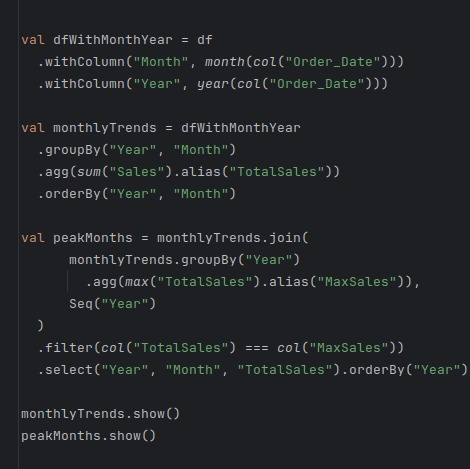 val dfWithMonthYear = df
  .withColumn("Month", month(col("Order_Date")))
  .withColumn("Year", year(col("Order_Date")))

val monthlyTrends = dfWithMonthYear
  .groupBy("Year", "Month")
  .agg(sum("Sales").alias("TotalSales"))
  .orderBy("Year", "Month")

val peakMonths = monthlyTrends.join(
      monthlyTrends.groupBy("Year")
        .agg(max("TotalSales").alias("MaxSales")),
      Seq("Year")
  )
  .filter(col("TotalSales") === col("MaxSales"))
  .select("Year", "Month", "TotalSales").orderBy("Year")

monthlyTrends.show()
peakMonths.show()